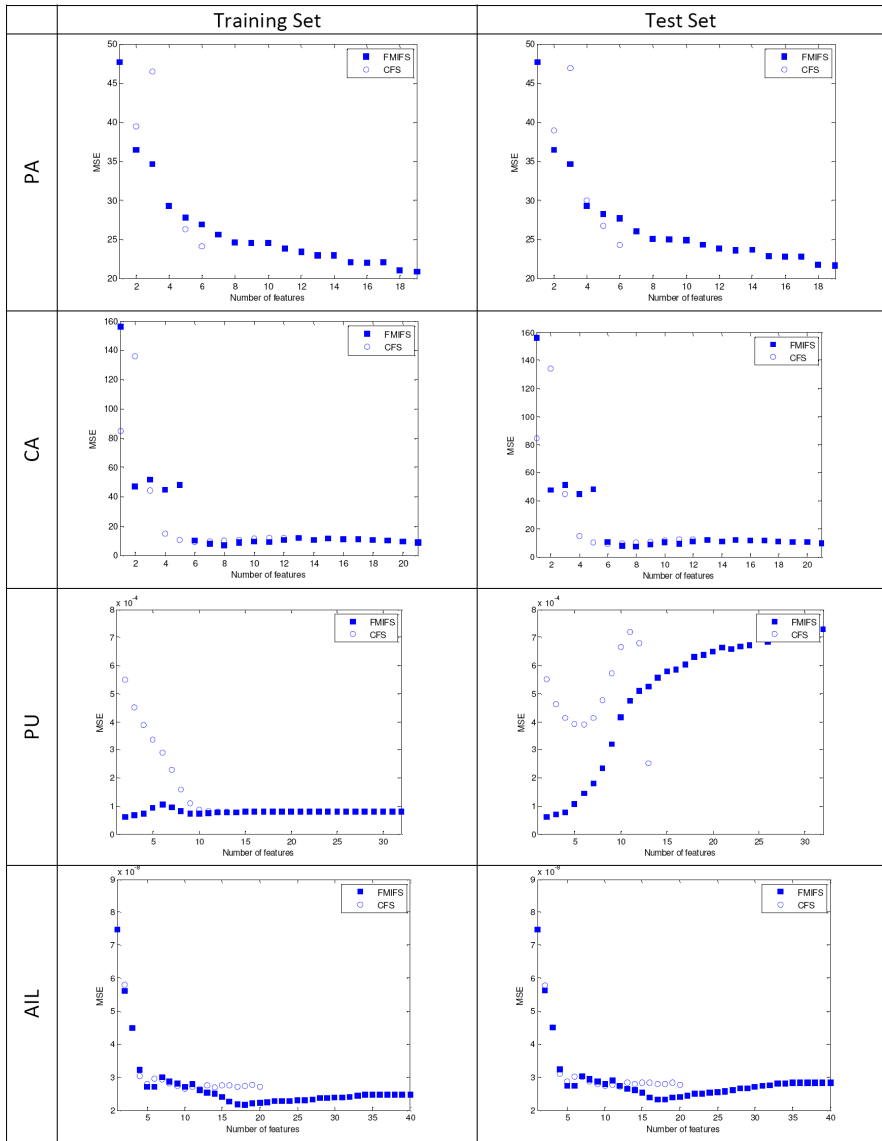 Training Set
Test Set
PA
50
45
40
35
30
25
20
MSE
2 4 6 8 10 12 14 16 18
Number of features
FMIFS
CFS
50
45
40
35
30
25
20
MSE
2 4 6 8 10 12 14 16 18
Number of features
FMIFS
CFS
CA
160
140
120
100
80
60
40
20
0
MSE
2 4 6 8 10 12 14 16 18 20
Number of features
FMIFS
CFS
160
140
120
100
80
60
40
20
0
MSE
2 4 6 8 10 12 14 16 18 20
Number of features
FMIFS
CFS
PU
x 10⁻⁴
8
7
6
5
4
3
2
1
0
MSE
5 10 15 20 25 30
Number of features
FMIFS
CFS
x 10⁻⁴
8
7
6
5
4
3
2
1
0
MSE
5 10 15 20 25 30
Number of features
FMIFS
CFS
AIL
x 10⁻⁸
9
8
7
6
5
4
3
2
MSE
5 10 15 20 25 30 35 40
Number of features
FMIFS
CFS
x 10⁻⁸
9
8
7
6
5
4
3
2
MSE
5 10 15 20 25 30 35 40
Number of features
FMIFS
CFS